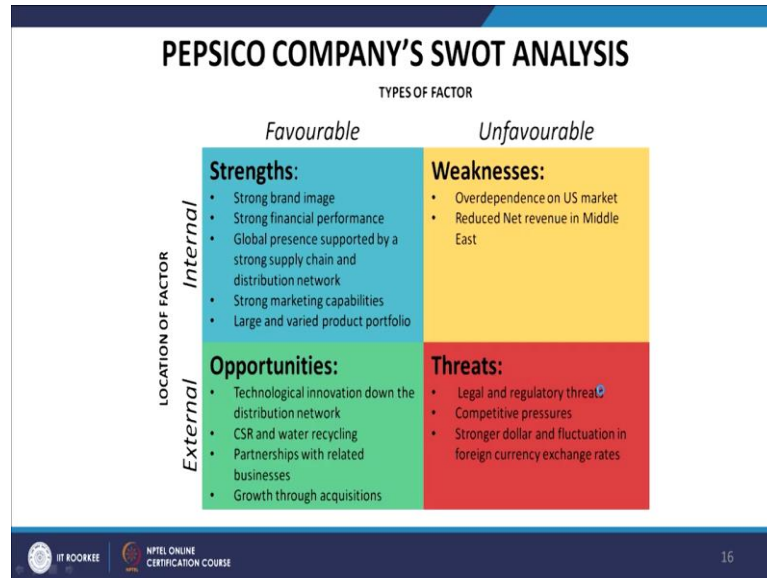 PEPSICO COMPANY'S SWOT ANALYSIS
TYPES OF FACTOR
Favourable
Unfavourable
LOCATION OF FACTOR
Internal
Strengths:
• Strong brand image
• Strong financial performance
• Global presence supported by a
strong supply chain and
distribution network
• Strong marketing capabilities
• Large and varied product portfolio
Weaknesses:
• Overdependence on US market
• Reduced Net revenue in Middle
East
External
Opportunities:
• Technological innovation down the
distribution network
• CSR and water recycling
• Partnerships with related
businesses
• Growth through acquisitions
Threats:
• Legal and regulatory threats
• Competitive pressures
• Stronger dollar and fluctuation in
foreign currency exchange rates
IIT ROORKEE
NPTEL ONLINE
CERTIFICATION COURSE
16